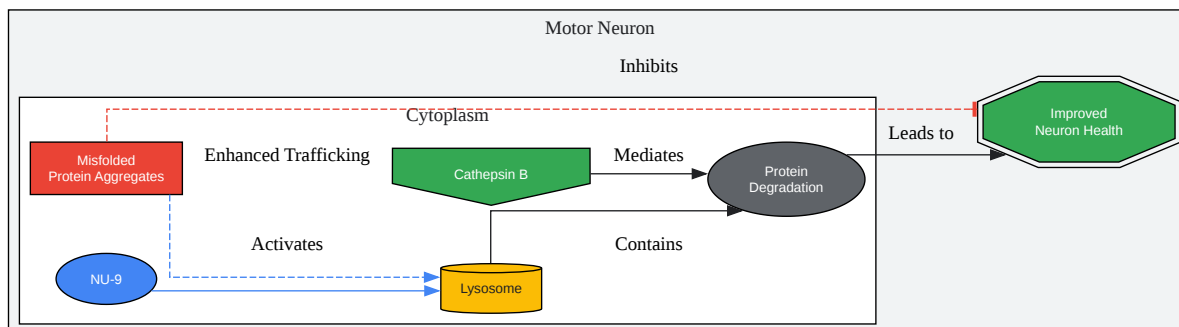 Motor Neuron
Inhibits
Cytoplasm
Improved
Neuron Health
Leads to
Misfolded
Protein Aggregates
Enhanced Trafficking
Cathepsin B
Mediates
Protein
Degradation
Activates
Contains
NU-9
Lysosome